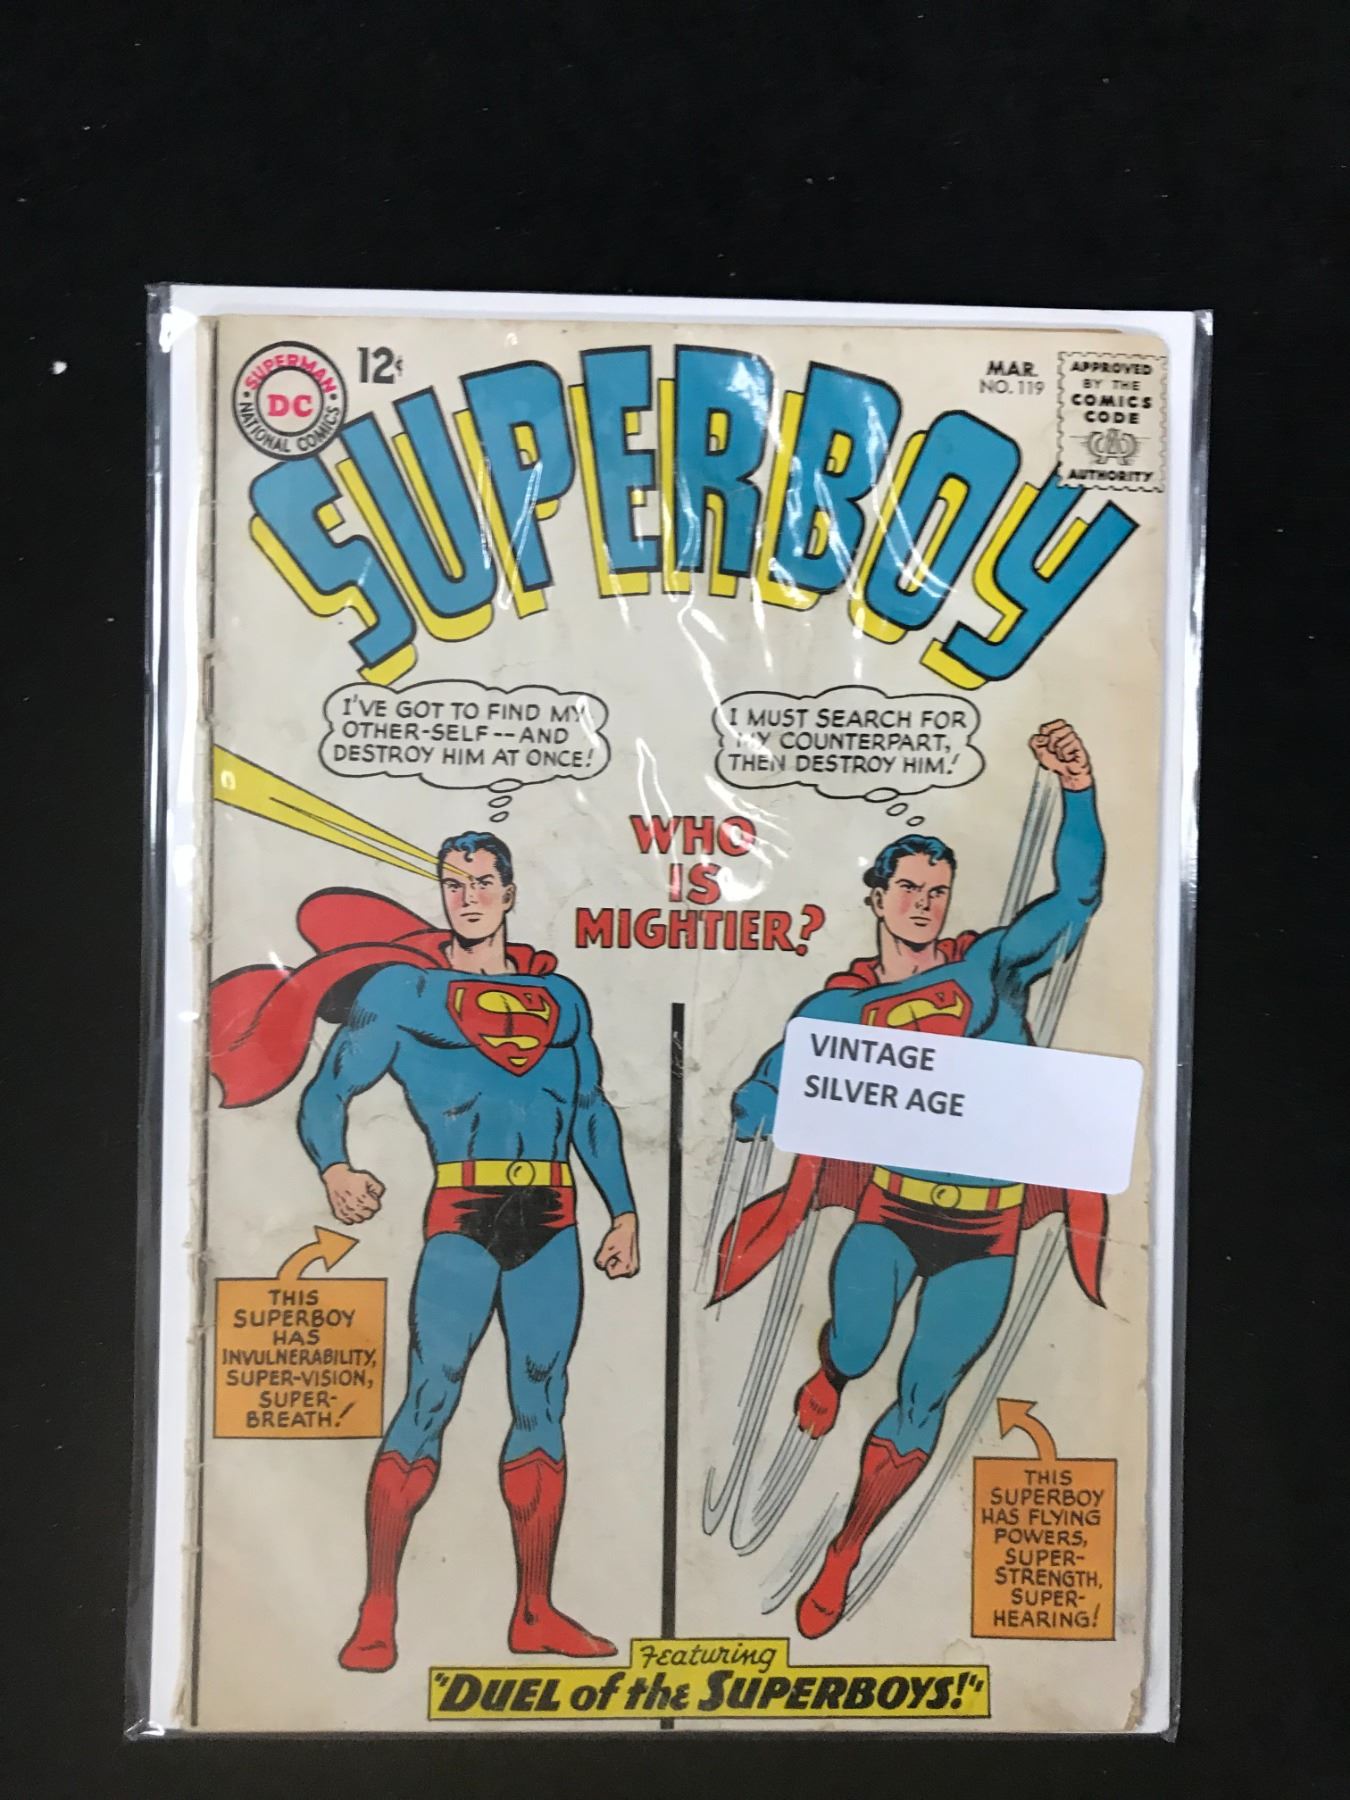 SUPERMAN
DC
NATIONAL COMICS
12¢
SUPERBOY
MAR.
NO. 119
APPROVED
BY THE
COMICS
CODE
CA
AUTHORITY
I'VE GOT TO FIND MY
OTHER-SELF--AND
DESTROY HIM AT ONCE!
I MUST SEARCH FOR
MY COUNTERPART,
THEN DESTROY HIM!
WHO
IS
MIGHTIER?
S
VINTAGE
SILVER AGE
THIS
SUPERBOY
HAS
INVULNERABILITY,
SUPER-VISION,
SUPER-
BREATH!
THIS
SUPERBOY
HAS FLYING
POWERS,
SUPER-
STRENGTH,
SUPER-
HEARING!
Featuring
"DUEL of the SUPERBOYS!"